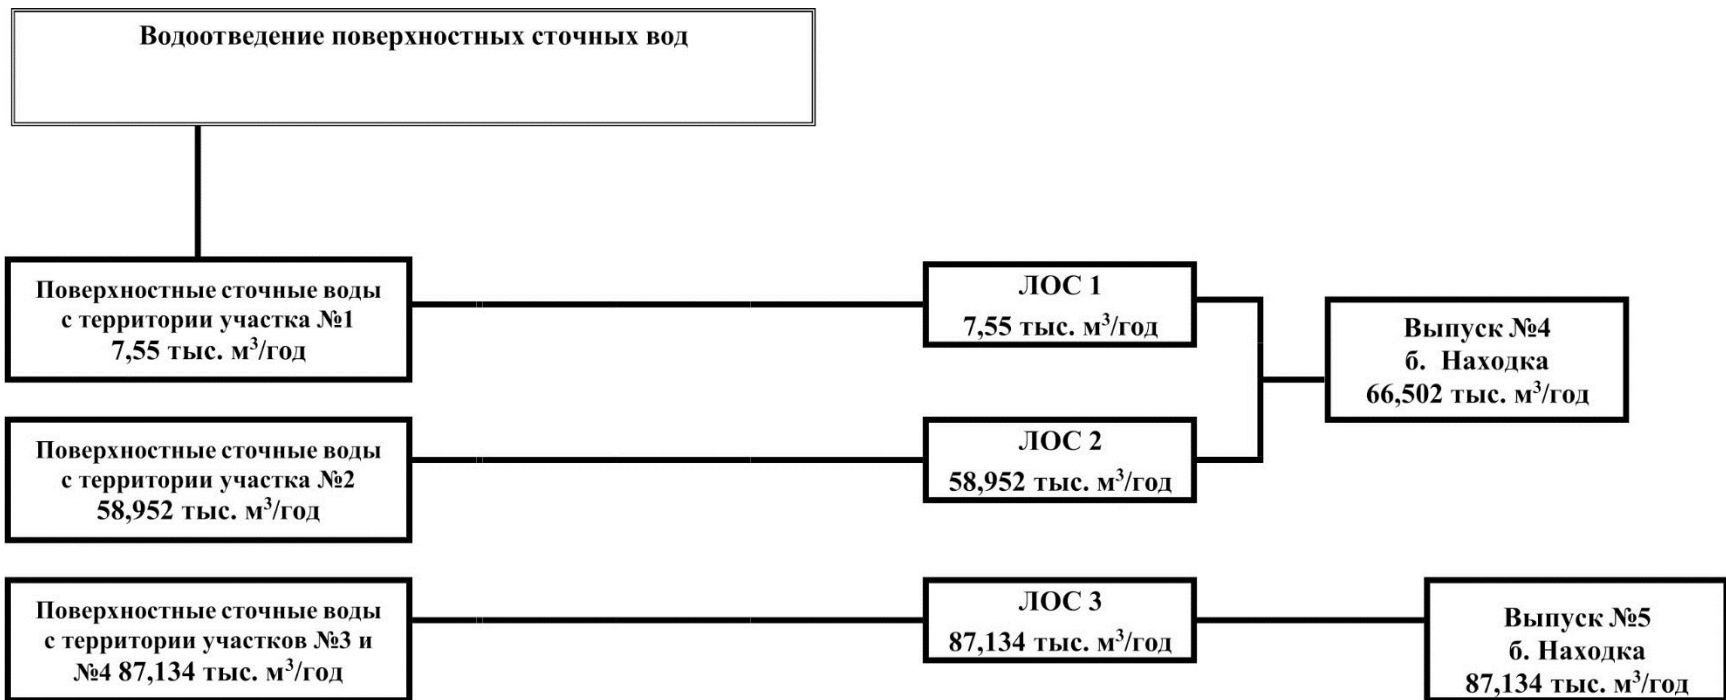 Водоотведение поверхностных сточных вод
Поверхностные сточные воды
с территории участка №1
7,55 тыс. м³/год
ЛОС 1
7,55 тыс. м³/год
Выпуск №4
б. Находка
66,502 тыс. м³/год
Поверхностные сточные воды
с территории участка №2
58,952 тыс. м³/год
ЛОС 2
58,952 тыс. м³/год
Поверхностные сточные воды
с территории участков №3 и
№4 87,134 тыс. м³/год
ЛОС 3
87,134 тыс. м³/год
Выпуск №5
б. Находка
87,134 тыс. м³/год